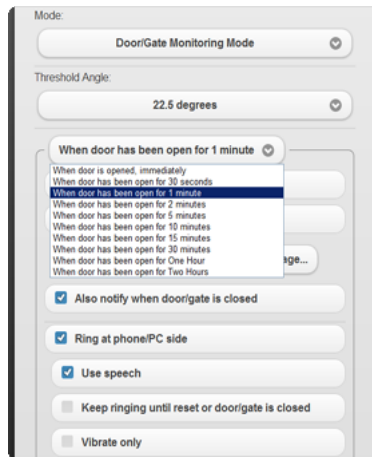 Mode:
Door/Gate Monitoring Mode
Threshold Angle:
22.5 degrees
When door has been open for 1 minute
When door is opened, immediately
When door has been open for 30 seconds
When door has been open for 1 minute
When door has been open for 2 minutes
When door has been open for 5 minutes
When door has been open for 10 minutes
When door has been open for 15 minutes
When door has been open for 30 minutes
When door has been open for One Hour
When door has been open for Two Hours
age...
Also notify when door/gate is closed
Ring at phone/PC side
Use speech
Keep ringing until reset or door/gate is closed
Vibrate only